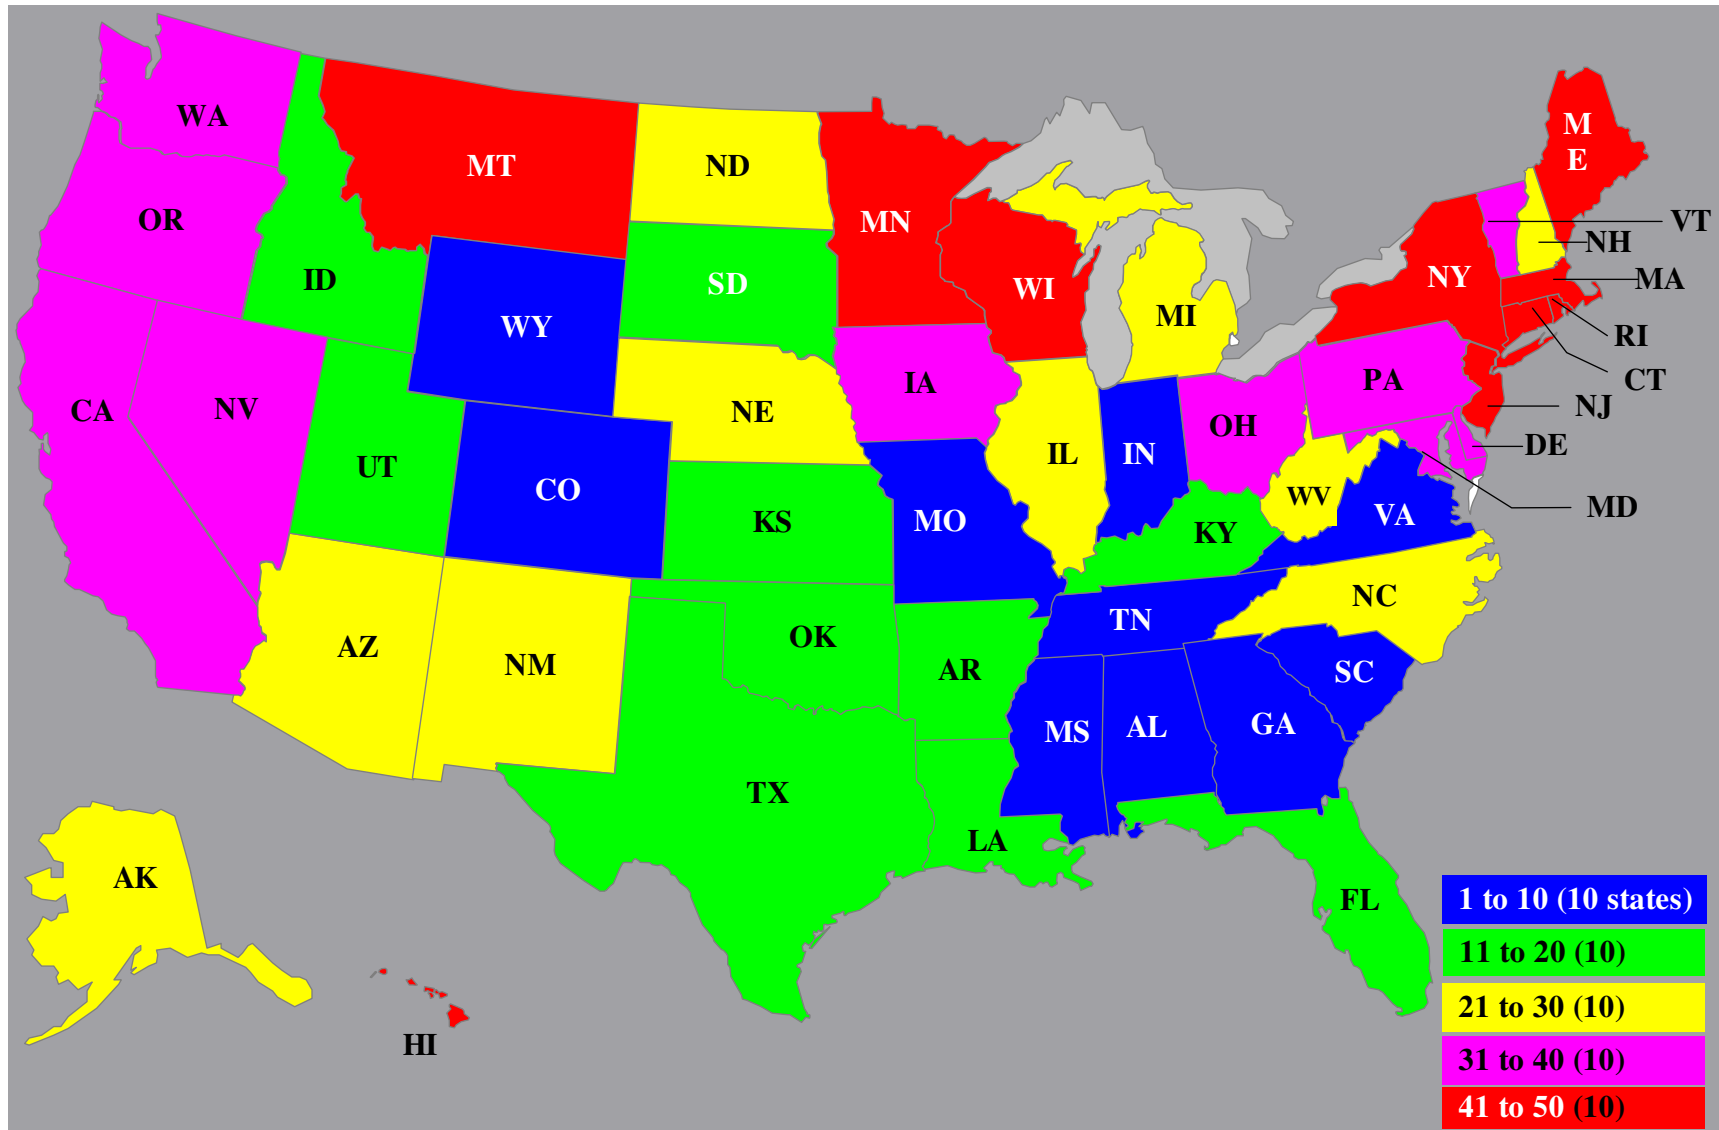 WA
MT
ND
MN
M
E
OR
ID
SD
WI
MI
NY
VT
NH
MA
RI
CT
WY
CA
NV
NE
IA
PA
NJ
UT
CO
KS
MO
IL
IN
OH
WV
VA
DE
MD
KY
AZ
NM
OK
AR
TN
NC
SC
TX
LA
MS
AL
GA
FL
AK
HI
1 to 10 (10 states)
11 to 20 (10)
21 to 30 (10)
31 to 40 (10)
41 to 50 (10)